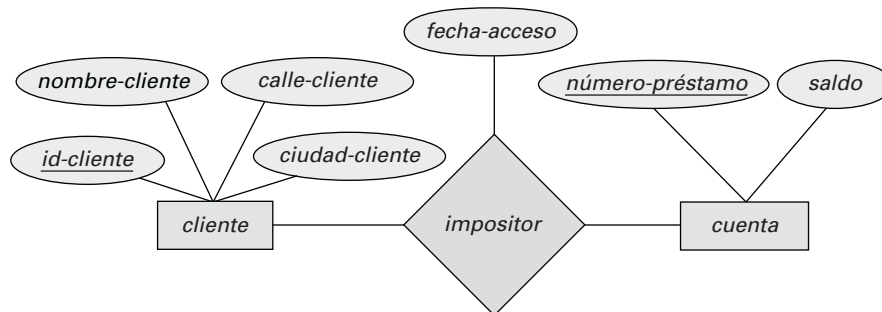 fecha-acceso
nombre-cliente
calle-cliente
número-préstamo
saldo
id-cliente
ciudad-cliente
cliente
impositor
cuenta